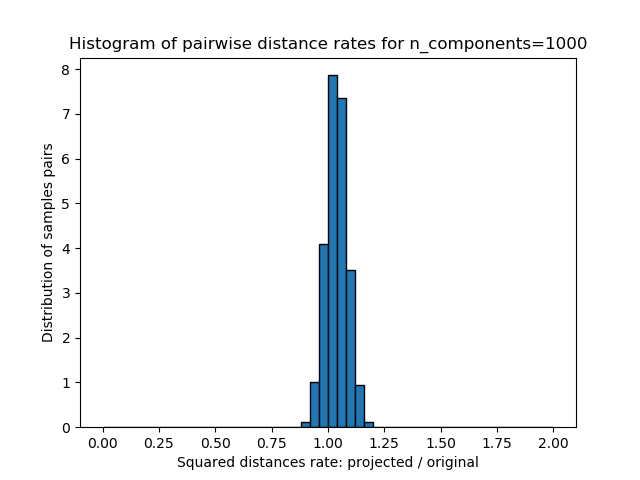 Histogram of pairwise distance rates for n_components=1000
8
7
6
5
4
3
2
1
0
Distribution of samples pairs
0.00 0.25 0.50 0.75 1.00 1.25 1.50 1.75 2.00
Squared distances rate: projected / original